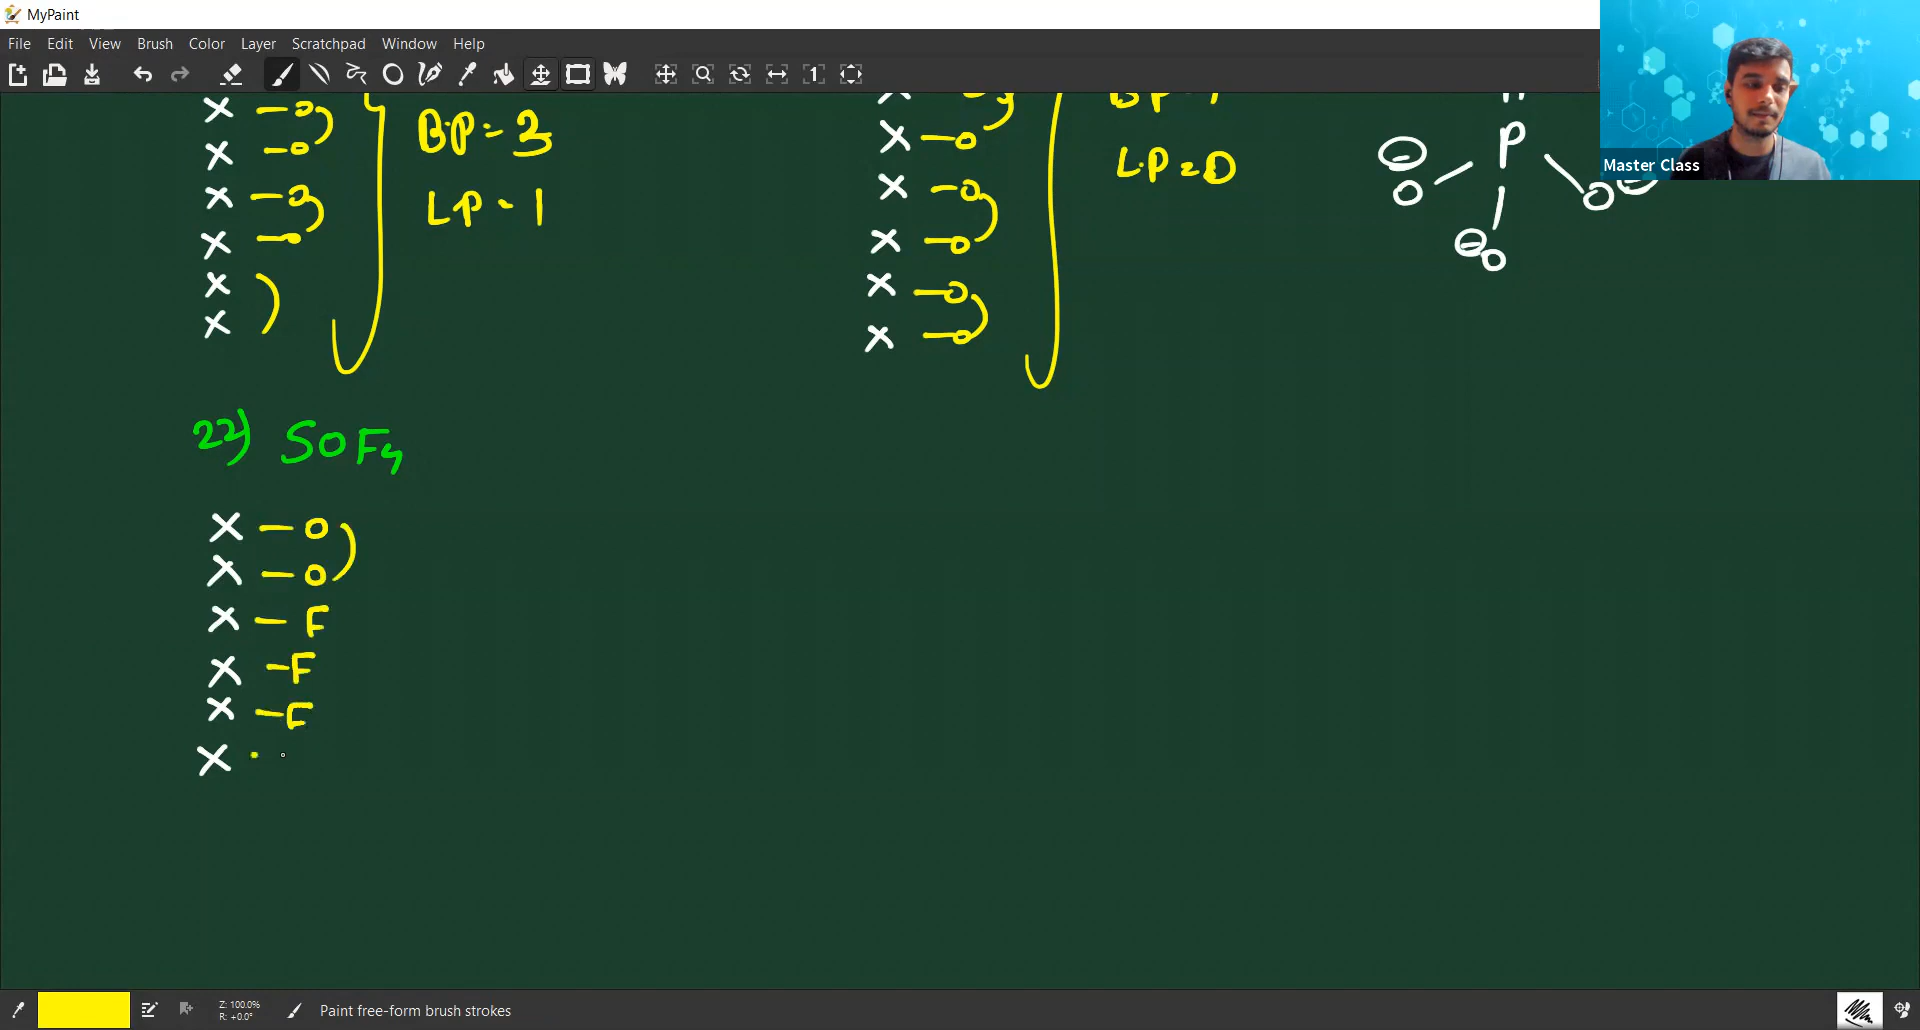 MyPaint
File Edit View Brush Color Layer Scratchpad Window Help
Master Class
x -o
x -o
x -o
x -o
x
x
B.P = 3
LP = 1
x
x -o
x -o
x -o
x -o
x -o
L.P = 0
P
⊖
O
⊖O
O
22) SOF4
x - O
x - O
x - F
x - F
x - F
x
Z: 100.0%
R: +0.0°
Paint free-form brush strokes